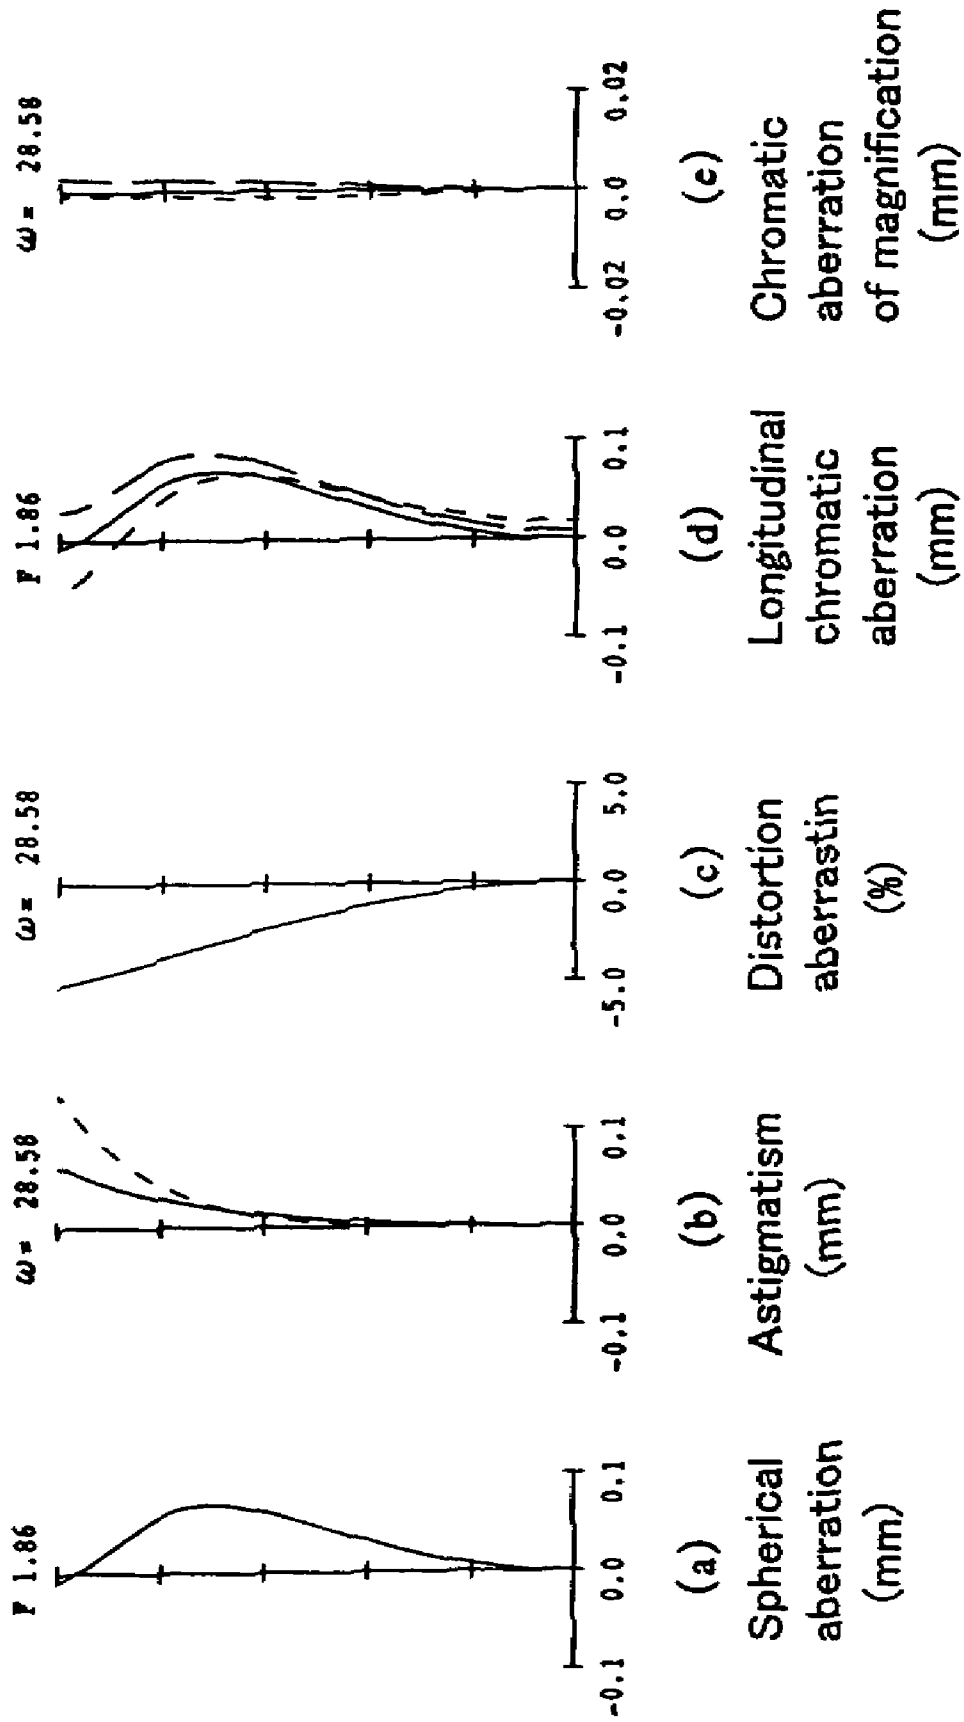 F 1.86
-0.1 0.0 0.1
(a)
Spherical
aberration
(mm)
ω= 28.58
-0.1 0.0 0.1
(b)
Astigmatism
(mm)
ω= 28.58
-5.0 0.0 5.0
(c)
Distortion
aberrastin
(%)
F 1.86
-0.1 0.0 0.1
(d)
Longitudinal
chromatic
aberration
(mm)
ω= 28.58
-0.02 0.0 0.02
(e)
Chromatic
aberration
of magnification
(mm)